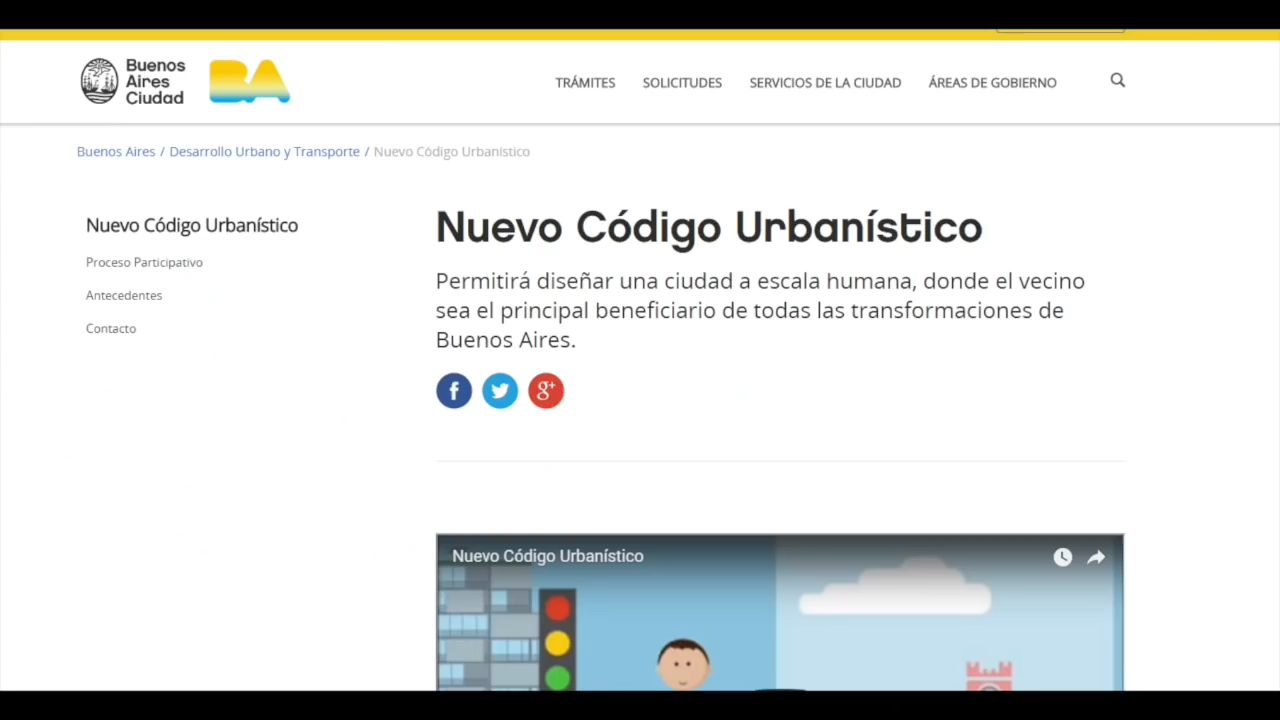 Buenos
Aires
Ciudad
BA
TRÁMITES
SOLICITUDES
SERVICIOS DE LA CIUDAD
ÁREAS DE GOBIERNO
Buenos Aires / Desarrollo Urbano y Transporte / Nuevo Código Urbanístico
Nuevo Código Urbanístico
Proceso Participativo
Antecedentes
Contacto
Nuevo Código Urbanístico
Permitirá diseñar una ciudad a escala humana, donde el vecino
sea el principal beneficiario de todas las transformaciones de
Buenos Aires.
f
g+
Nuevo Código Urbanístico